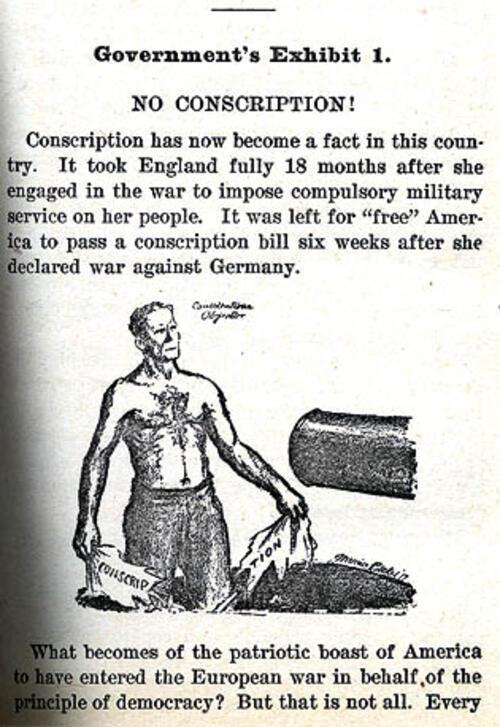 Government's Exhibit 1.
NO CONSCRIPTION!
Conscription has now become a fact in this coun-
try. It took England fully 18 months after she
engaged in the war to impose compulsory military
service on her people. It was left for "free" Amer-
ica to pass a conscription bill six weeks after she
declared war against Germany.
Conscientious
Objector
CONSCRIP
TION
What becomes of the patriotic boast of America
to have entered the European war in behalf of the
principle of democracy? But that is not all. Every